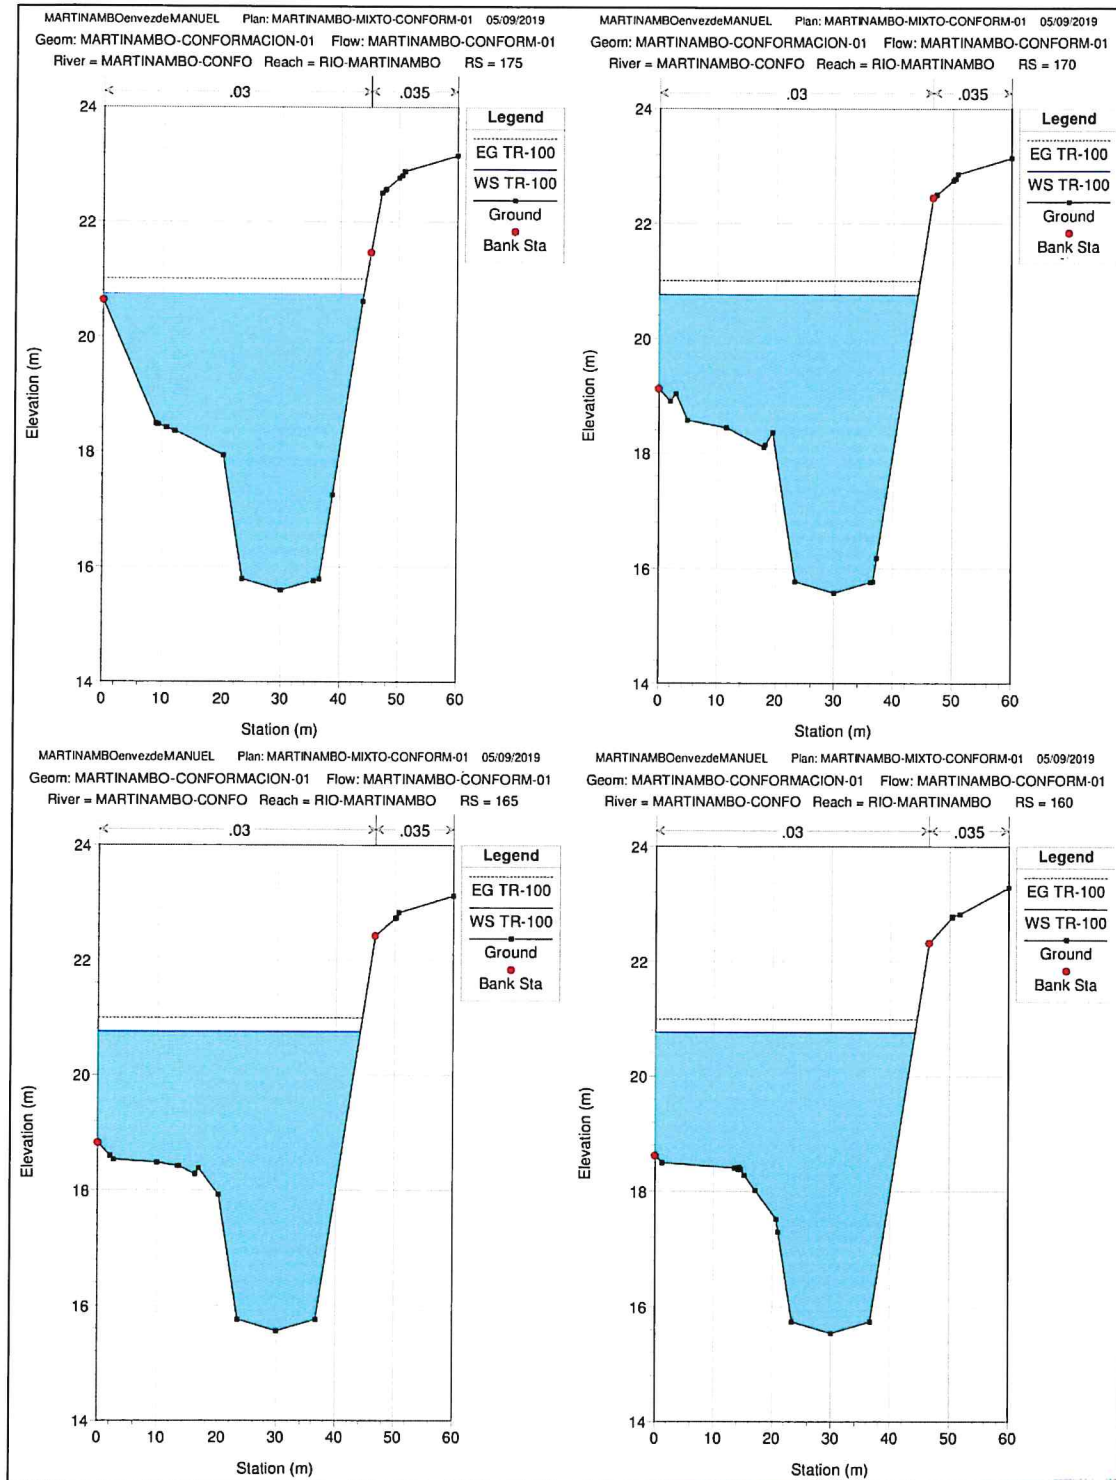 MARTINAMBOenvezdeMANUEL Plan: MARTINAMBO-MIXTO-CONFORM-01 05/09/2019
Geom: MARTINAMBO-CONFORMACION-01 Flow: MARTINAMBO-CONFORM-01
River = MARTINAMBO-CONFO Reach = RIO-MARTINAMBO RS = 175
.03 .035
24
22
20
18
16
14
Elevation (m)
0 10 20 30 40 50 60
Station (m)
Legend
EG TR-100
WS TR-100
Ground
Bank Sta
MARTINAMBOenvezdeMANUEL Plan: MARTINAMBO-MIXTO-CONFORM-01 05/09/2019
Geom: MARTINAMBO-CONFORMACION-01 Flow: MARTINAMBO-CONFORM-01
River = MARTINAMBO-CONFO Reach = RIO-MARTINAMBO RS = 170
.03 .035
24
22
20
18
16
14
Elevation (m)
0 10 20 30 40 50 60
Station (m)
Legend
EG TR-100
WS TR-100
Ground
Bank Sta
MARTINAMBOenvezdeMANUEL Plan: MARTINAMBO-MIXTO-CONFORM-01 05/09/2019
Geom: MARTINAMBO-CONFORMACION-01 Flow: MARTINAMBO-CONFORM-01
River = MARTINAMBO-CONFO Reach = RIO-MARTINAMBO RS = 165
.03 .035
24
22
20
18
16
14
Elevation (m)
0 10 20 30 40 50 60
Station (m)
Legend
EG TR-100
WS TR-100
Ground
Bank Sta
MARTINAMBOenvezdeMANUEL Plan: MARTINAMBO-MIXTO-CONFORM-01 05/09/2019
Geom: MARTINAMBO-CONFORMACION-01 Flow: MARTINAMBO-CONFORM-01
River = MARTINAMBO-CONFO Reach = RIO-MARTINAMBO RS = 160
.03 .035
24
22
20
18
16
14
Elevation (m)
0 10 20 30 40 50 60
Station (m)
Legend
EG TR-100
WS TR-100
Ground
Bank Sta